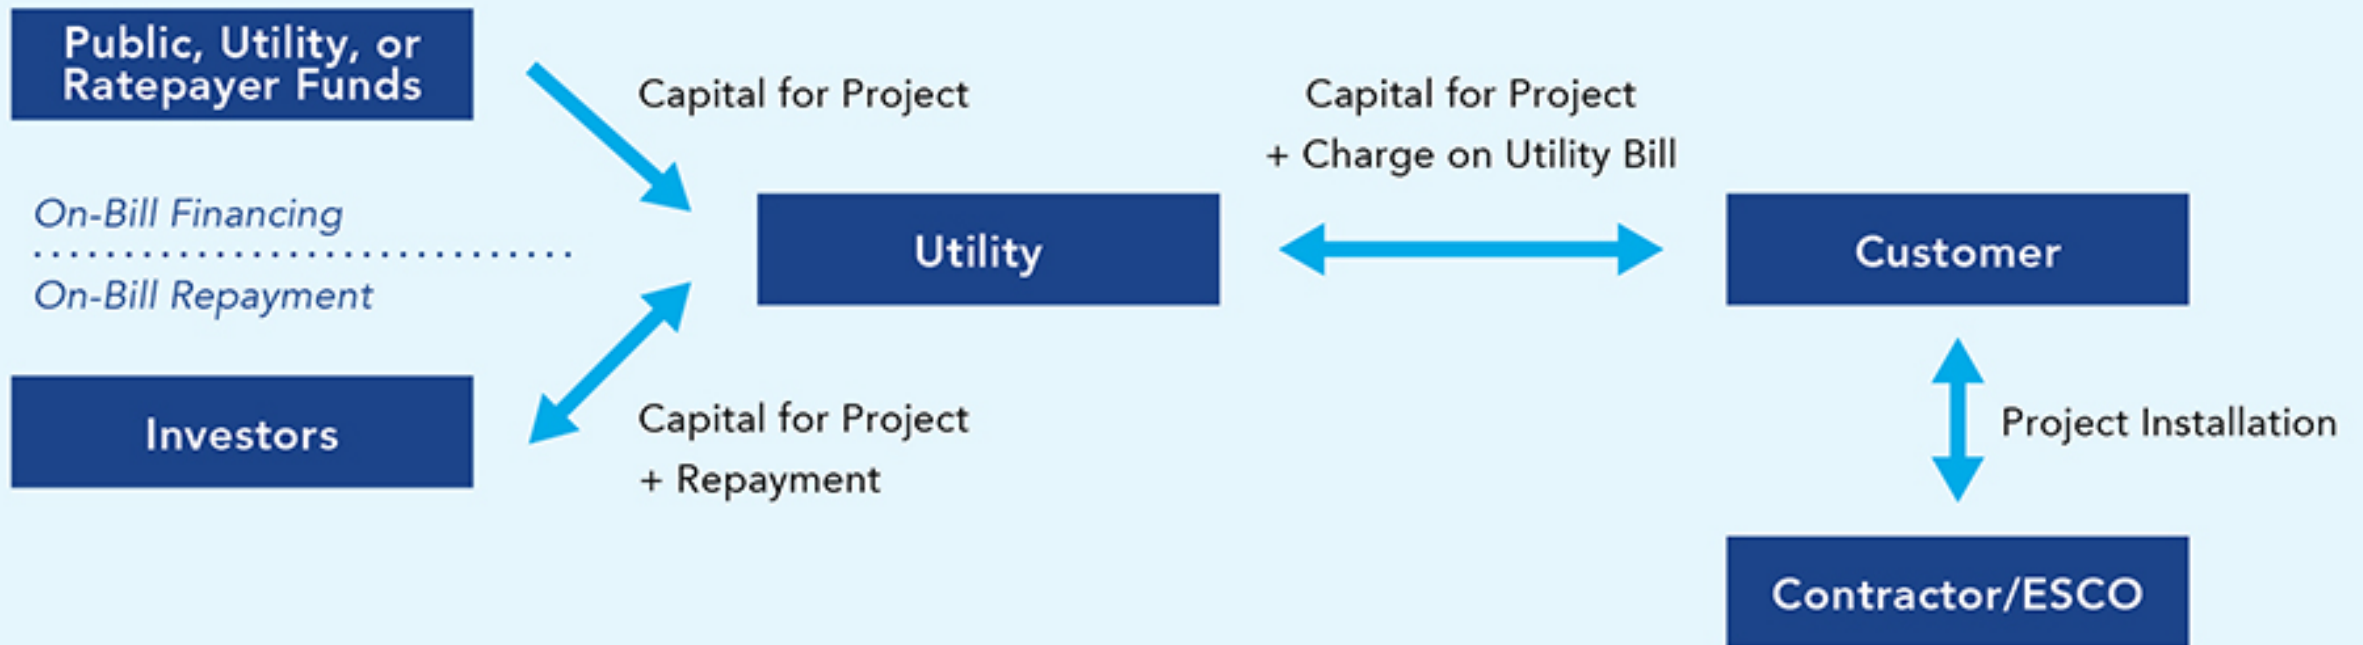 Public, Utility, or
Ratepayer Funds
Capital for Project
Capital for Project
+ Charge on Utility Bill
On-Bill Financing
On-Bill Repayment
Utility
Customer
Investors
Capital for Project
+ Repayment
Project Installation
Contractor/ESCO